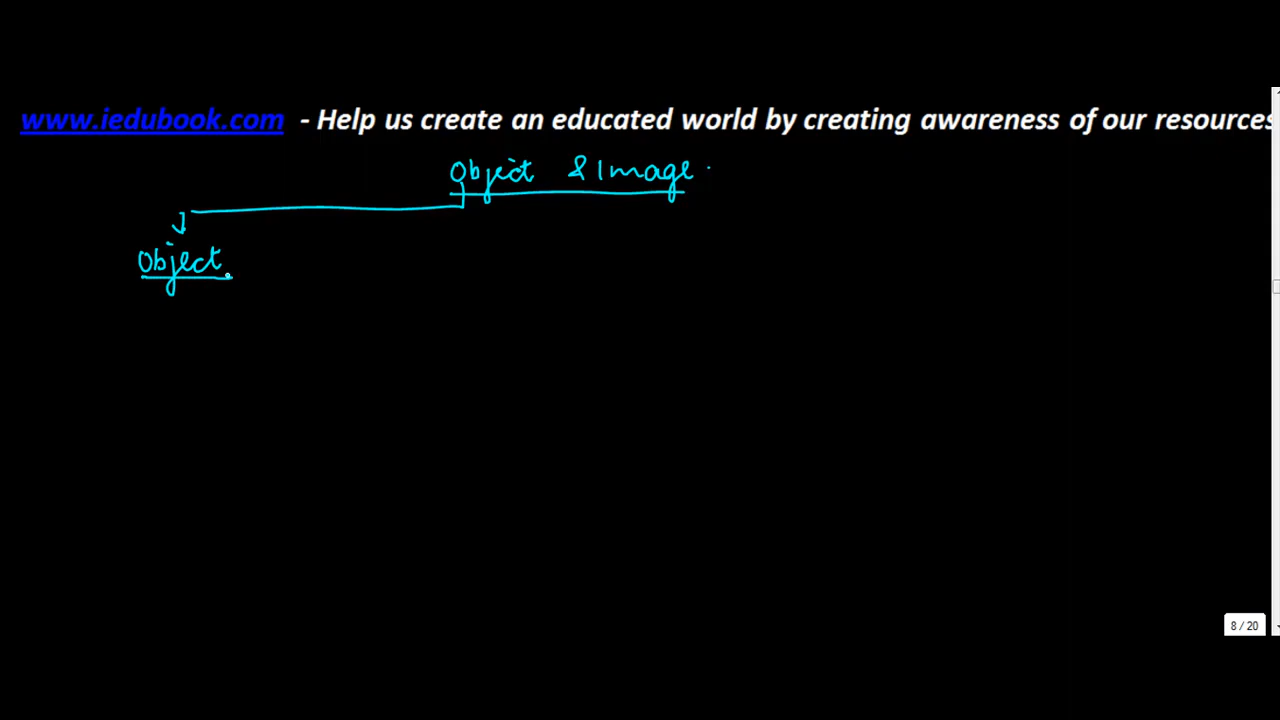 www.iedubook.com - Help us create an educated world by creating awareness of our resources
Object & Image
Object
8 / 20